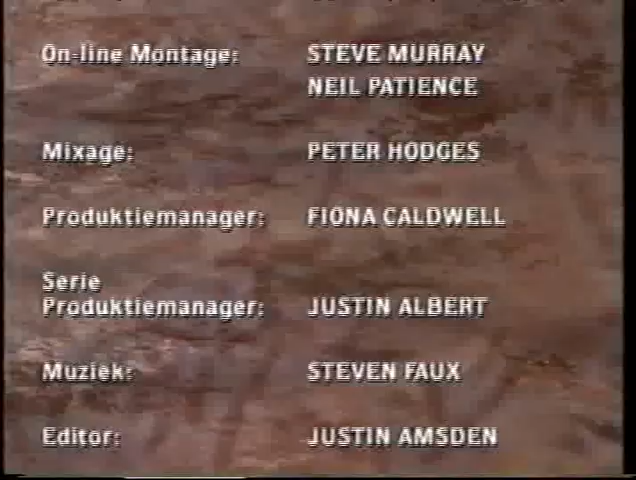 On-line Montage: STEVE MURRAY
NEIL PATIENCE
Mixage: PETER HODGES
Produktiemanager: FIONA CALDWELL
Serie
Produktiemanager: JUSTIN ALBERT
Muziek: STEVEN FAUX
Editor: JUSTIN AMSDEN